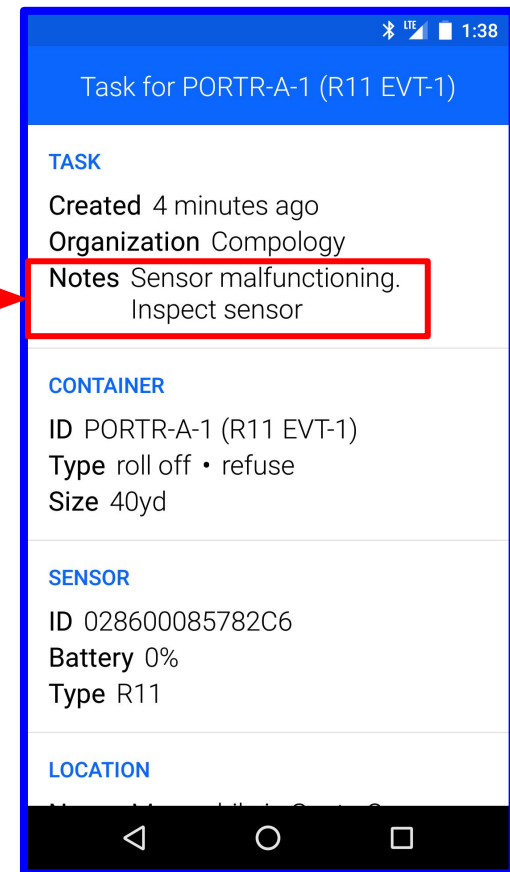 LTE 1:38
Task for PORTR-A-1 (R11 EVT-1)
TASK
Created 4 minutes ago
Organization Compology
Notes Sensor malfunctioning.
Inspect sensor
CONTAINER
ID PORTR-A-1 (R11 EVT-1)
Type roll off • refuse
Size 40yd
SENSOR
ID 028600085782C6
Battery 0%
Type R11
LOCATION